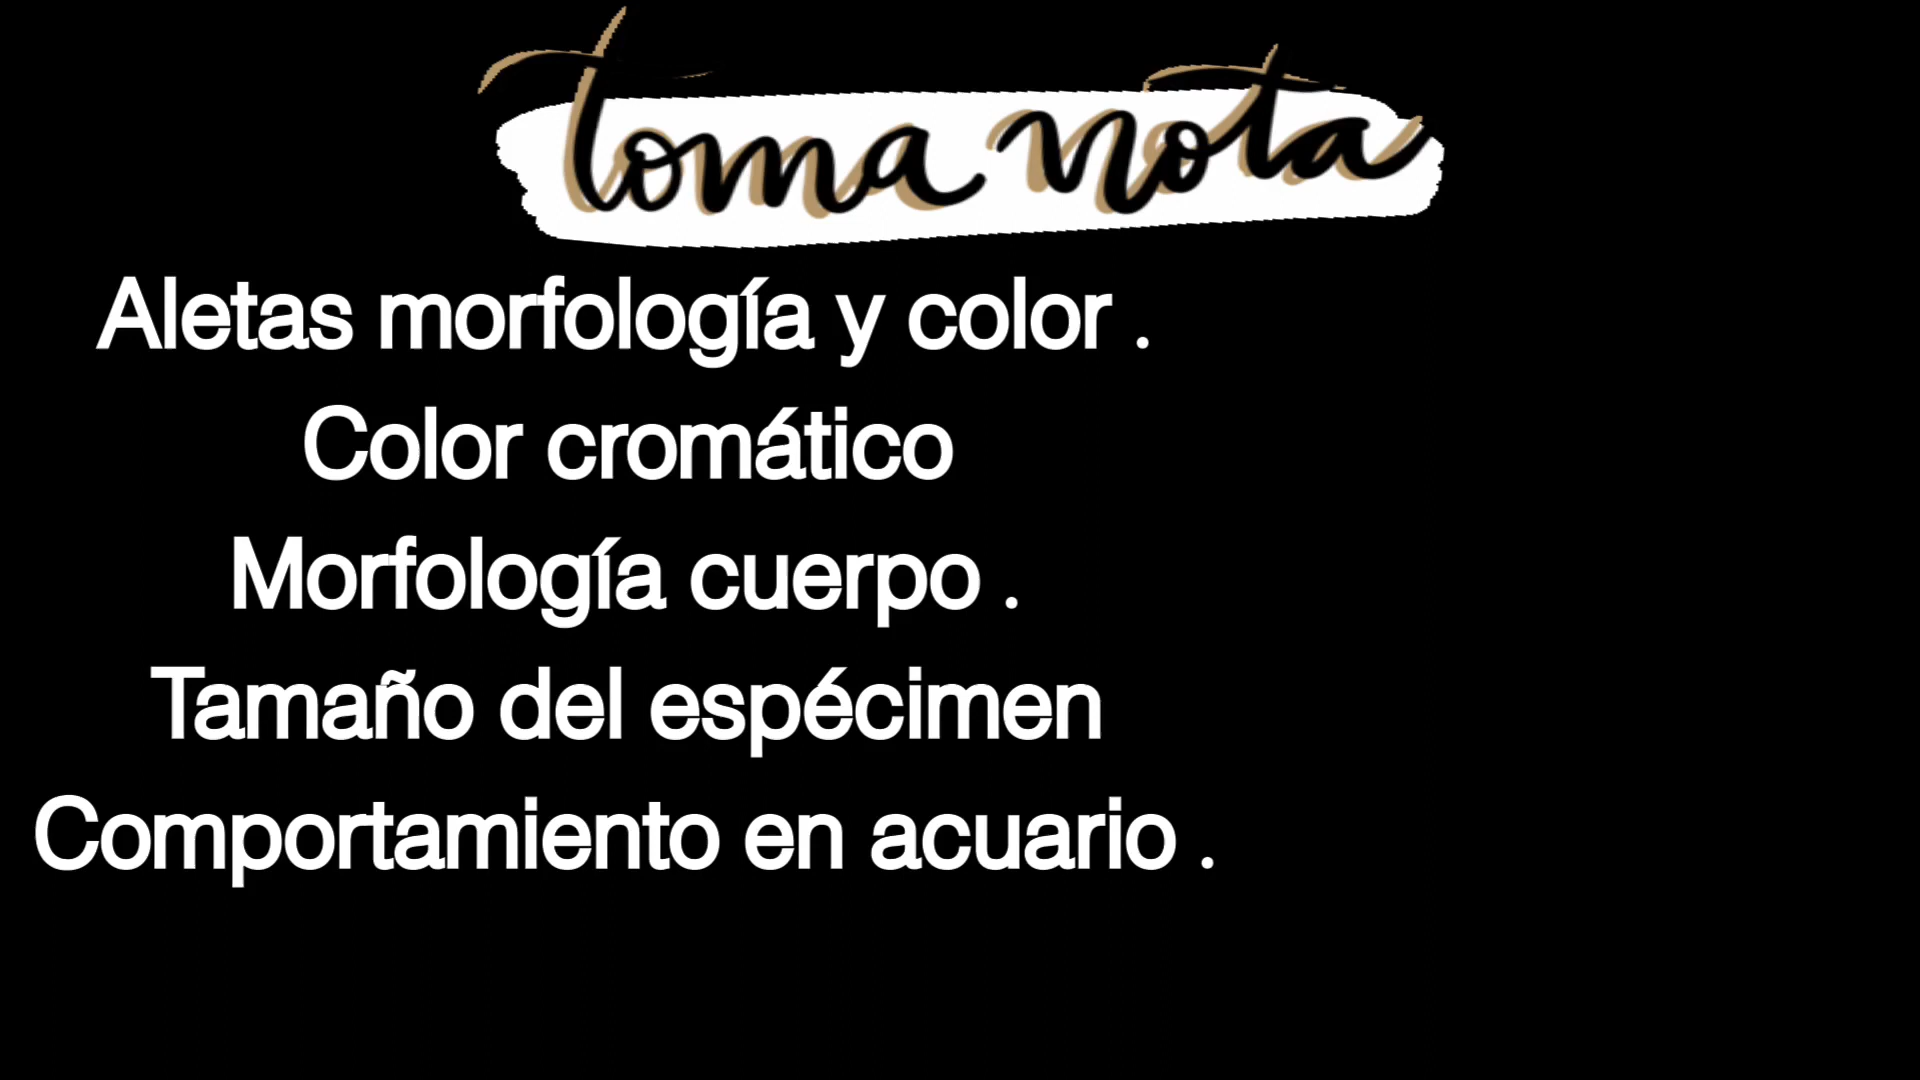 toma nota
Aletas morfología y color .
Color cromático
Morfología cuerpo .
Tamaño del espécimen
Comportamiento en acuario .